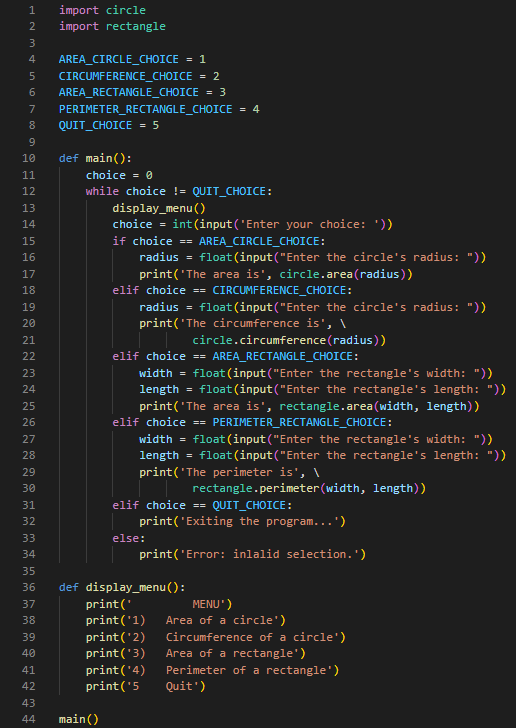 1 import circle
2 import rectangle
3
4 AREA_CIRCLE_CHOICE = 1
5 CIRCUMFERENCE_CHOICE = 2
6 AREA_RECTANGLE_CHOICE = 3
7 PERIMETER_RECTANGLE_CHOICE = 4
8 QUIT_CHOICE = 5
9
10 def main():
11     choice = 0
12     while choice != QUIT_CHOICE:
13         display_menu()
14         choice = int(input('Enter your choice: '))
15         if choice == AREA_CIRCLE_CHOICE:
16             radius = float(input("Enter the circle's radius: "))
17             print('The area is', circle.area(radius))
18         elif choice == CIRCUMFERENCE_CHOICE:
19             radius = float(input("Enter the circle's radius: "))
20             print('The circumference is', \
21                     circle.circumference(radius))
22         elif choice == AREA_RECTANGLE_CHOICE:
23             width = float(input("Enter the rectangle's width: "))
24             length = float(input("Enter the rectangle's length: "))
25             print('The area is', rectangle.area(width, length))
26         elif choice == PERIMETER_RECTANGLE_CHOICE:
27             width = float(input("Enter the rectangle's width: "))
28             length = float(input("Enter the rectangle's length: "))
29             print('The perimeter is', \
30                     rectangle.perimeter(width, length))
31         elif choice == QUIT_CHOICE:
32             print('Exiting the program...')
33         else:
34             print('Error: inlalid selection.')
35
36 def display_menu():
37     print('         MENU')
38     print('1)   Area of a circle')
39     print('2)   Circumference of a circle')
40     print('3)   Area of a rectangle')
41     print('4)   Perimeter of a rectangle')
42     print('5    Quit')
43
44 main()